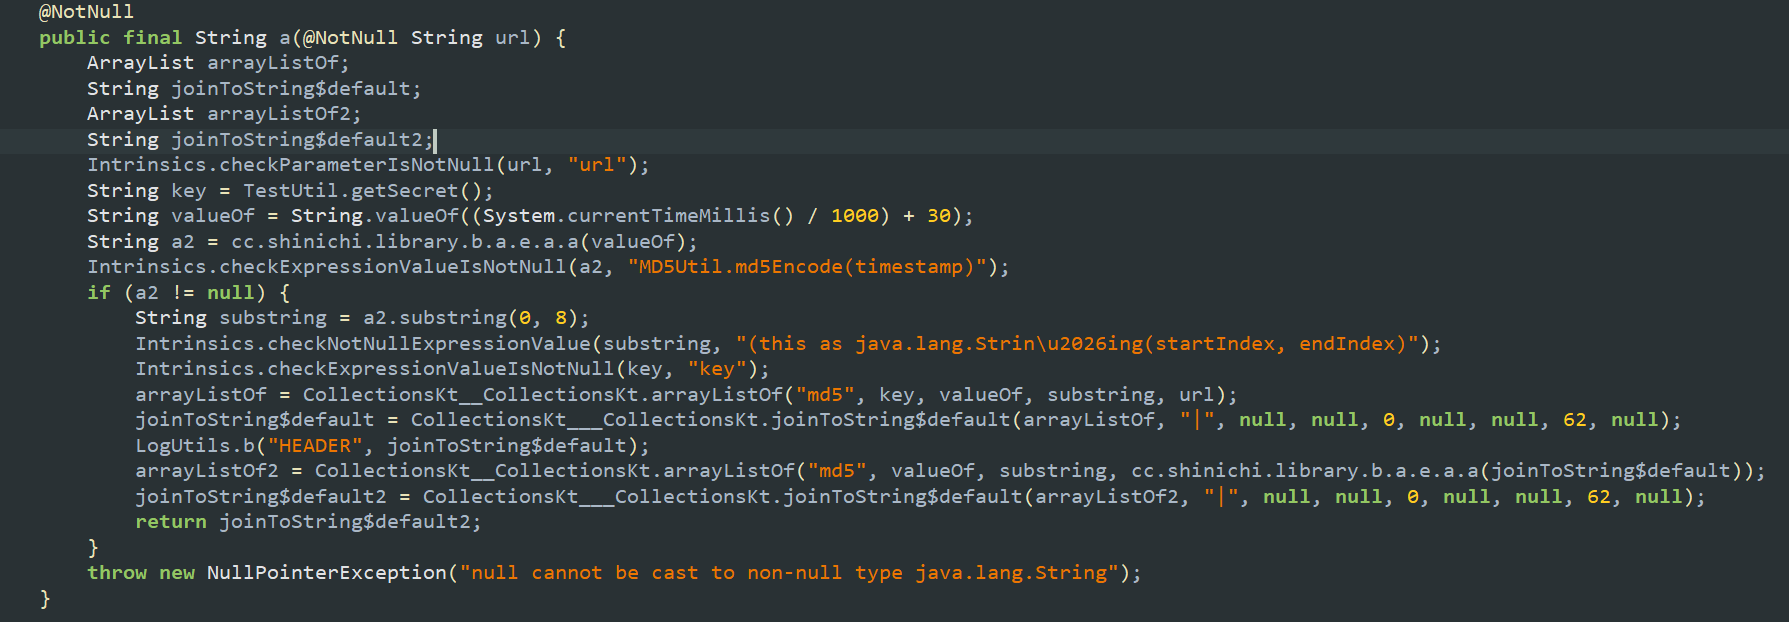 @NotNull
public final String a(@NotNull String url) {
ArrayList arrayListOf;
String joinToString$default;
ArrayList arrayListOf2;
String joinToString$default2;
Intrinsics.checkParameterIsNotNull(url, "url");
String key = TestUtil.getSecret();
String valueOf = String.valueOf((System.currentTimeMillis() / 1000) + 30);
String a2 = cc.shinichi.library.b.a.e.a.a(valueOf);
Intrinsics.checkExpressionValueIsNotNull(a2, "MD5Util.md5Encode(timestamp)");
if (a2 != null) {
String substring = a2.substring(0, 8);
Intrinsics.checkNotNullExpressionValue(substring, "(this as java.lang.Strin\u2026ing(startIndex, endIndex)");
Intrinsics.checkExpressionValueIsNotNull(key, "key");
arrayListOf = CollectionsKt__CollectionsKt.arrayListOf("md5", key, valueOf, substring, url);
joinToString$default = CollectionsKt___CollectionsKt.joinToString$default(arrayListOf, "|", null, null, 0, null, null, 62, null);
LogUtils.b("HEADER", joinToString$default);
arrayListOf2 = CollectionsKt__CollectionsKt.arrayListOf("md5", valueOf, substring, cc.shinichi.library.b.a.e.a.a(joinToString$default));
joinToString$default2 = CollectionsKt___CollectionsKt.joinToString$default(arrayListOf2, "|", null, null, 0, null, null, 62, null);
return joinToString$default2;
}
throw new NullPointerException("null cannot be cast to non-null type java.lang.String");
}